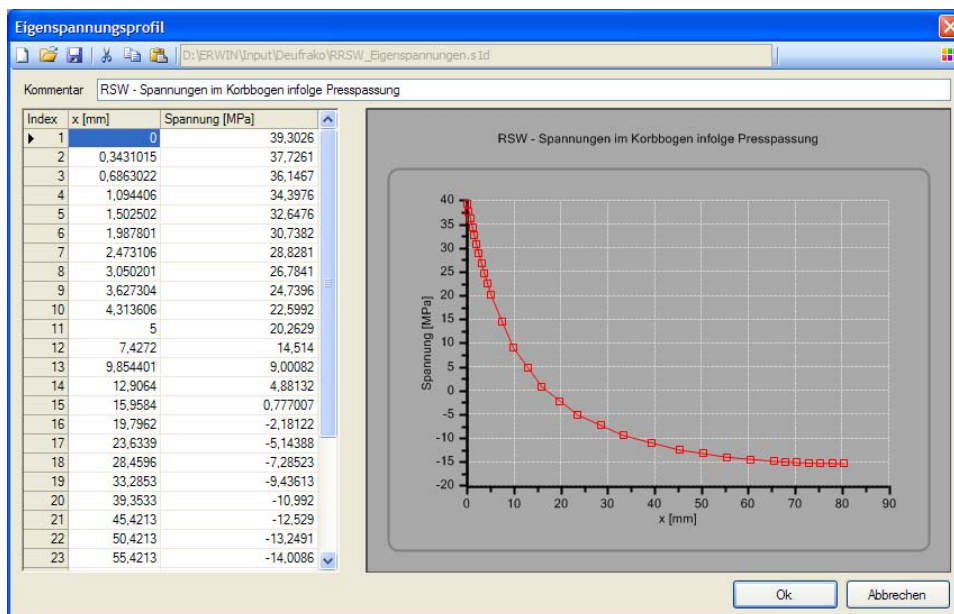 Eigenspannungsprofil
D:\ERWIN\Input\Deufrako\RRSW_Eigenspannungen.s1d
Kommentar RSW - Spannungen im Korbbogen infolge Presspassung
Index x [mm] Spannung [MPa]
1 0 39,3026
2 0,3431015 37,7261
3 0,6863022 36,1467
4 1,094406 34,3976
5 1,502502 32,6476
6 1,987801 30,7382
7 2,473106 28,8281
8 3,050201 26,7841
9 3,627304 24,7396
10 4,313606 22,5992
11 5 20,2629
12 7,4272 14,514
13 9,854401 9,00082
14 12,9064 4,88132
15 15,9584 0,777007
16 19,7962 -2,18122
17 23,6339 -5,14388
18 28,4596 -7,28523
19 33,2853 -9,43613
20 39,3533 -10,992
21 45,4213 -12,529
22 50,4213 -13,2491
23 55,4213 -14,0086
RSW - Spannungen im Korbbogen infolge Presspassung
40
35
30
25
20
15
10
5
0
-5
-10
-15
-20
Spannung [MPa]
0 10 20 30 40 50 60 70 80 90
x [mm]
Ok Abbrechen